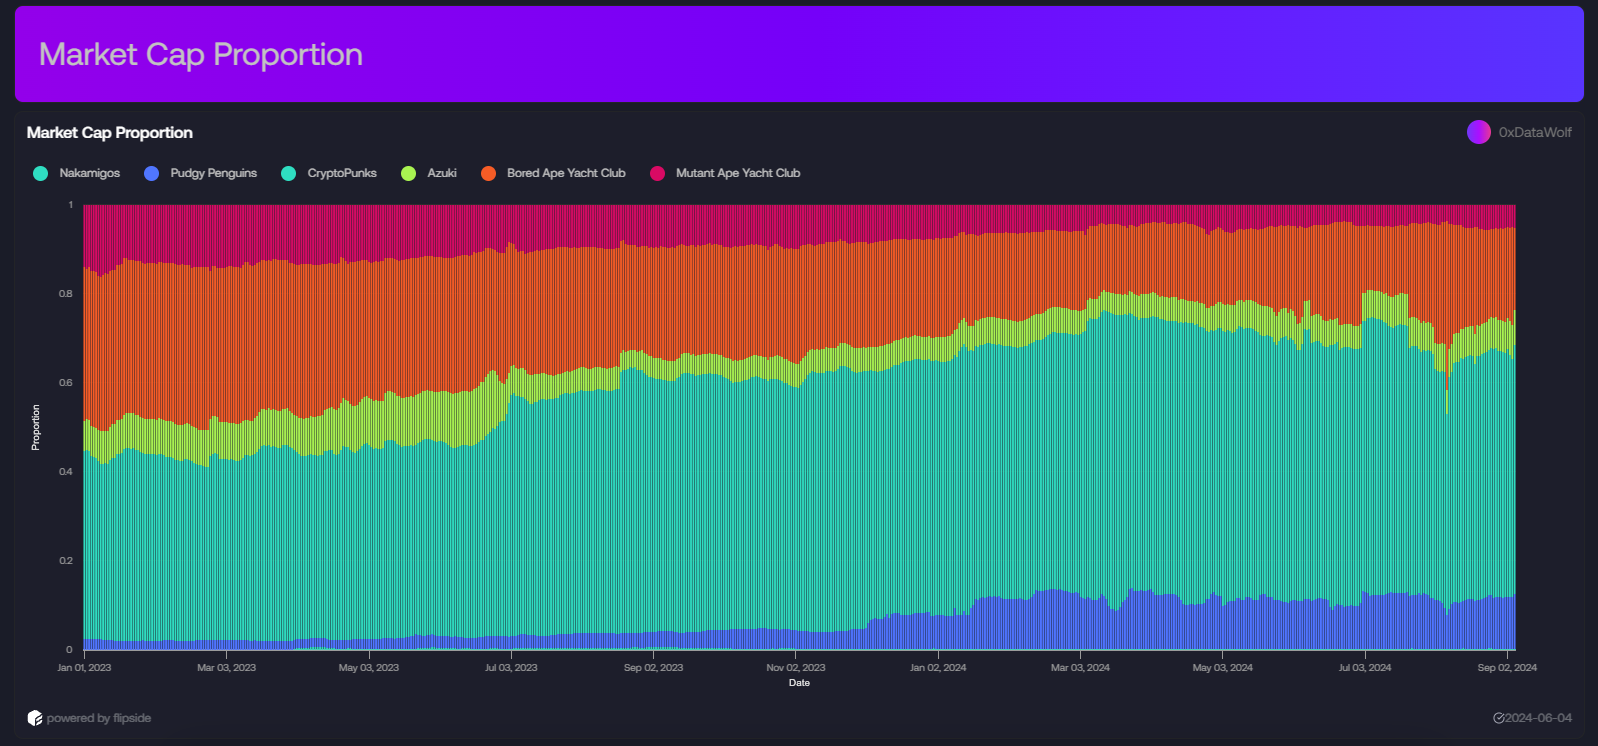 Market Cap Proportion
Market Cap Proportion
0xDataWolf
Nakamigos Pudgy Penguins CryptoPunks Azuki Bored Ape Yacht Club Mutant Ape Yacht Club
1
0.8
0.6
0.4
0.2
0
Proportion
Jan 01, 2023 Mar 03, 2023 May 03, 2023 Jul 03, 2023 Sep 02, 2023 Nov 02, 2023 Jan 02, 2024 Mar 03, 2024 May 03, 2024 Jul 03, 2024 Sep 02, 2024
Date
powered by flipside
2024-06-04